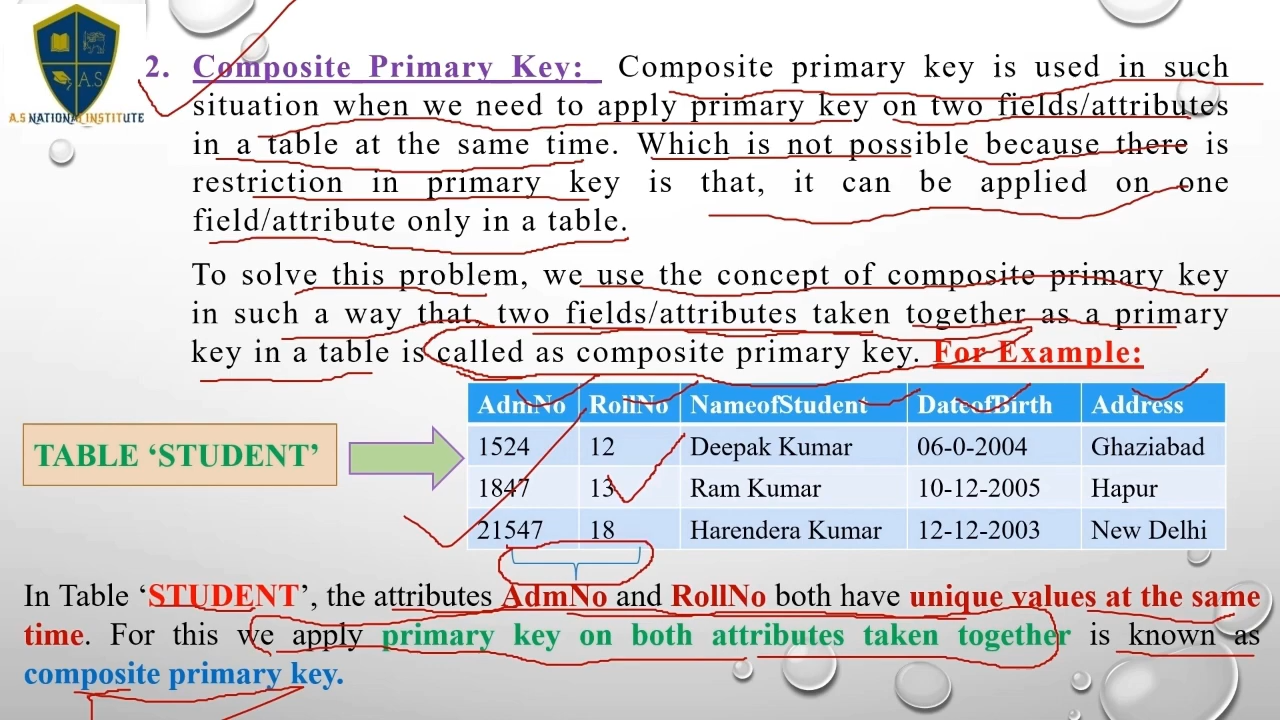 A.S
A.S NATIONAL INSTITUTE
2. Composite Primary Key: Composite primary key is used in such
situation when we need to apply primary key on two fields/attributes
in a table at the same time. Which is not possible because there is
restriction in primary key is that, it can be applied on one
field/attribute only in a table.
To solve this problem, we use the concept of composite primary key
in such a way that, two fields/attributes taken together as a primary
key in a table is called as composite primary key. For Example:
TABLE ‘STUDENT’
AdmNo RollNo NameofStudent DateofBirth Address
1524 12 Deepak Kumar 06-0-2004 Ghaziabad
1847 13 Ram Kumar 10-12-2005 Hapur
21547 18 Harendera Kumar 12-12-2003 New Delhi
In Table ‘STUDENT’, the attributes AdmNo and RollNo both have unique values at the same
time. For this we apply primary key on both attributes taken together is known as
composite primary key.